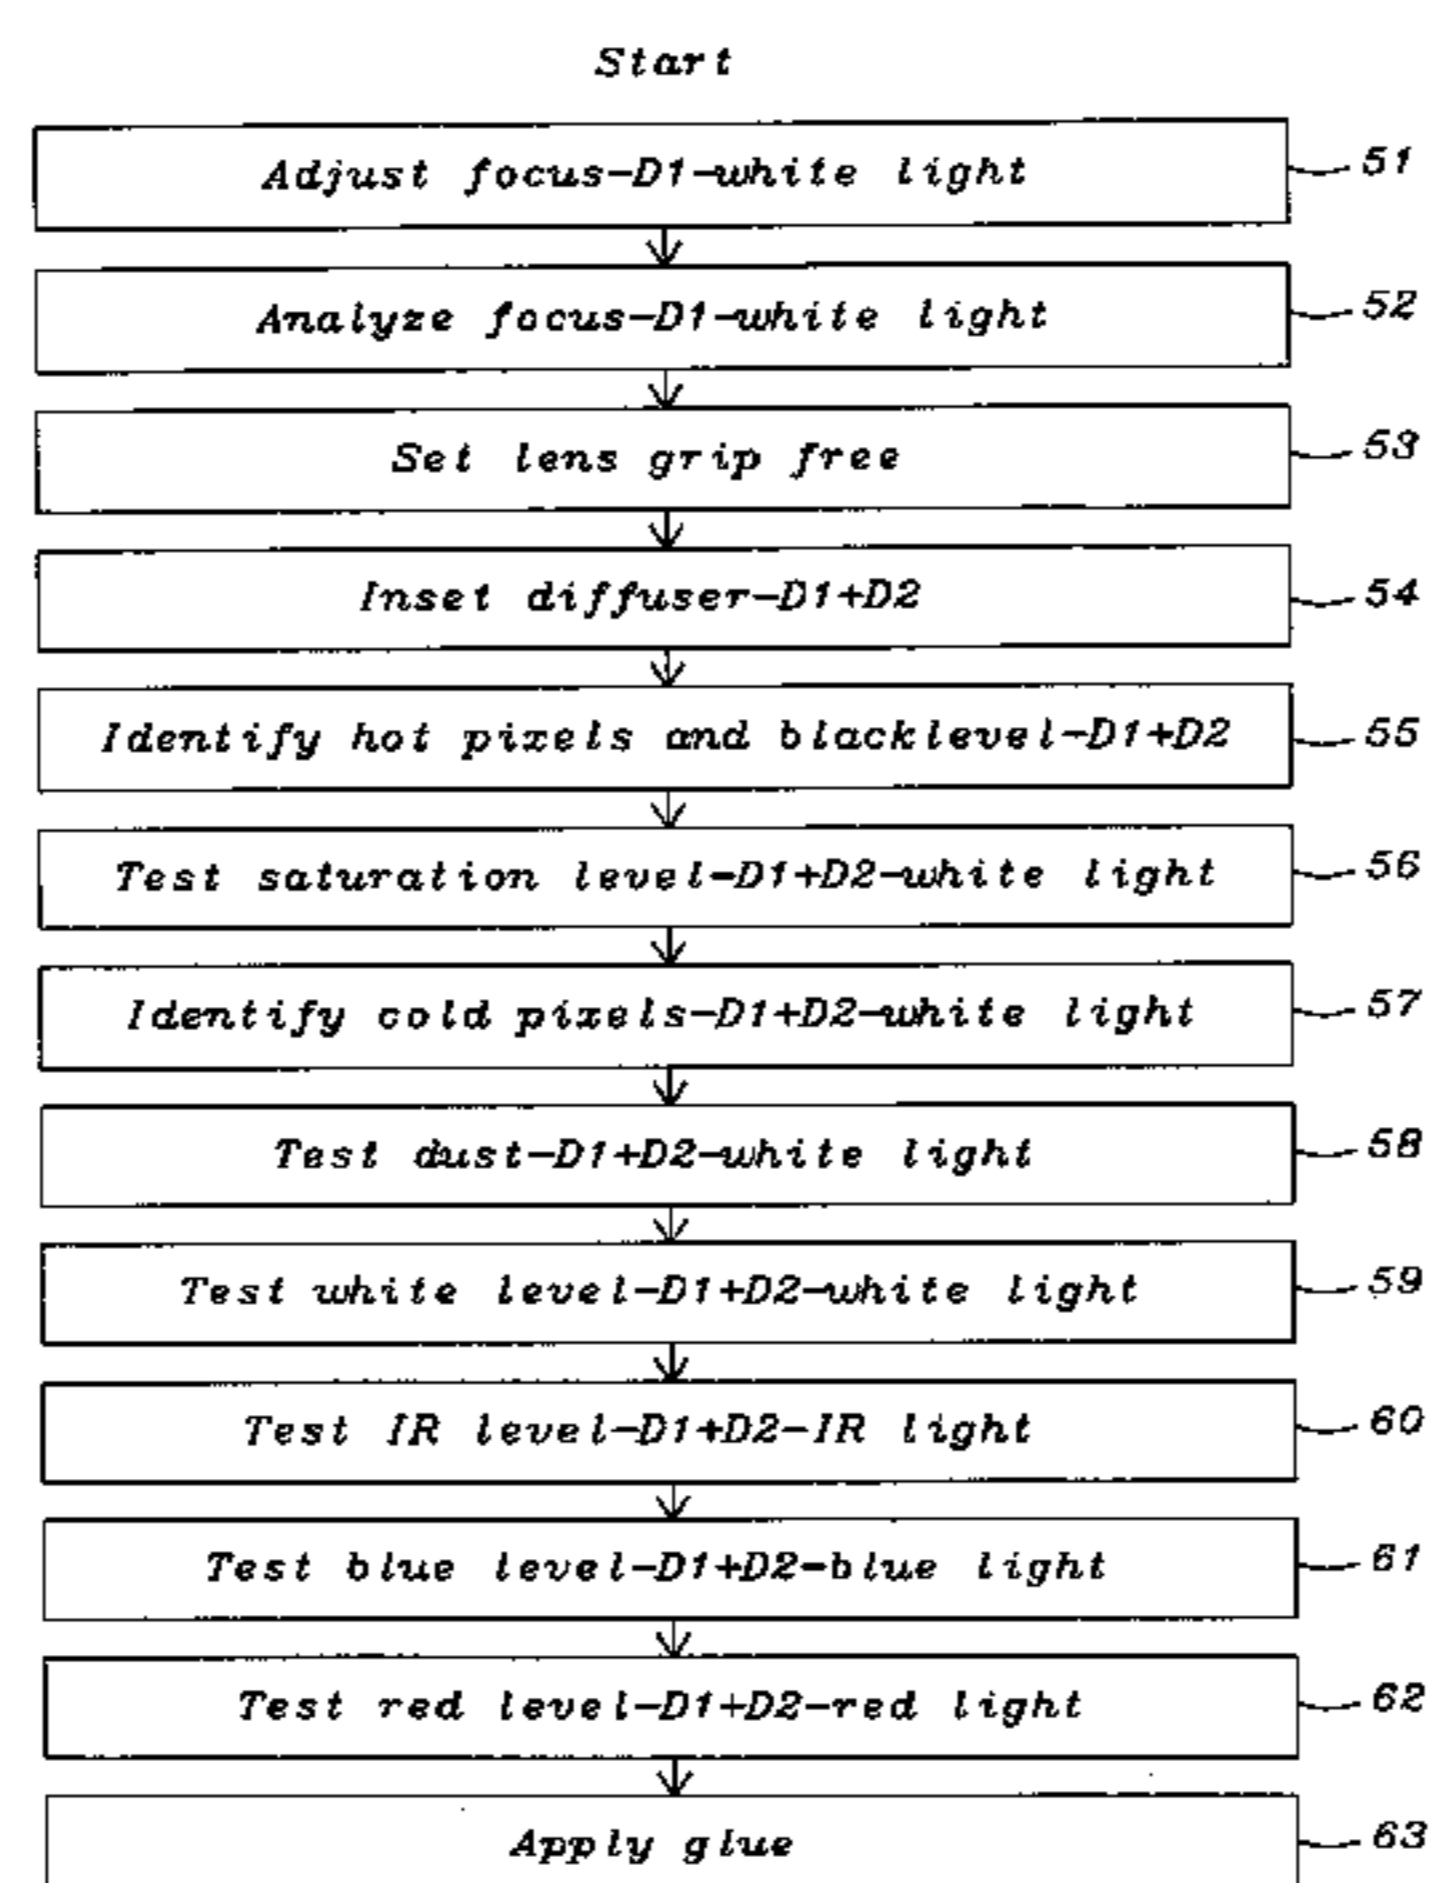 Start
Adjust focus-D1-white light 51
Analyze focus-D1-white light 52
Set lens grip free 53
Inset diffuser-D1+D2 54
Identify hot pixels and blacklevel-D1+D2 55
Test saturation level-D1+D2-white light 56
Identify cold pixels-D1+D2-white light 57
Test dust-D1+D2-white light 58
Test white level-D1+D2-white light 59
Test IR level-D1+D2-IR light 60
Test blue level-D1+D2-blue light 61
Test red level-D1+D2-red light 62
Apply glue 63